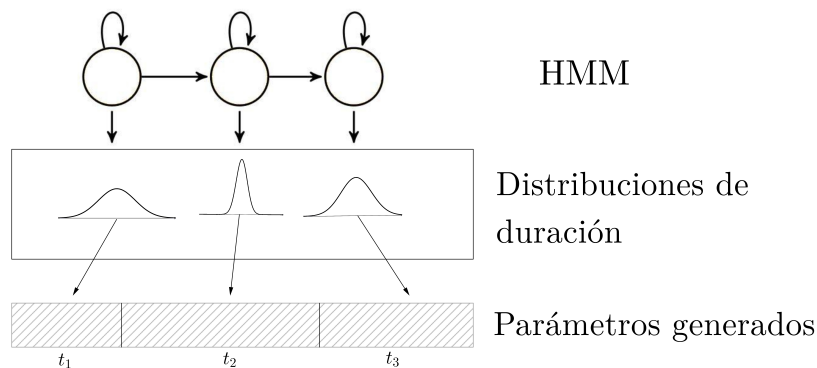 HMM
Distribuciones de
duración
Parámetros generados
t₁ t₂ t₃